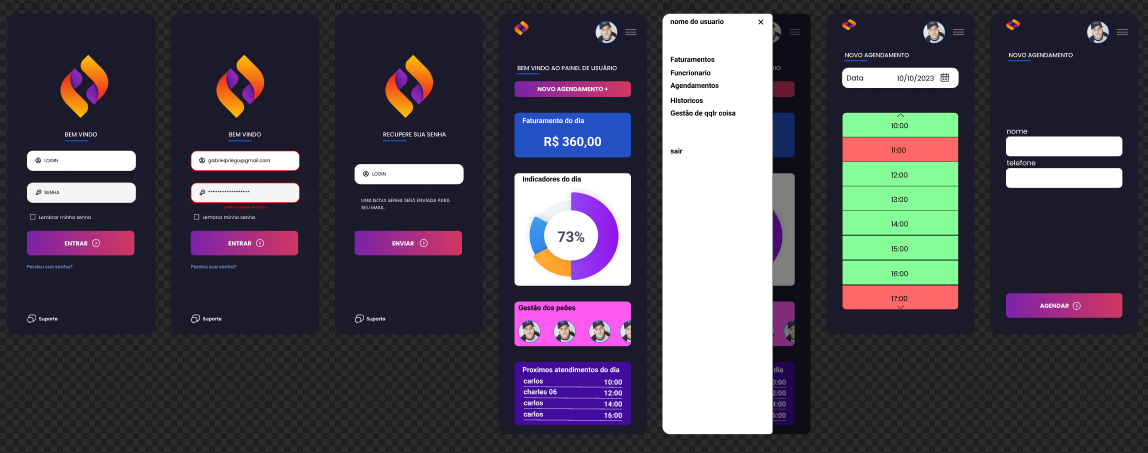 BEM VINDO
LOGIN
SENHA
Lembrar minha senha
ENTRAR
Perdeu sua senha?
Suporte
BEM VINDO
gabrielpriego@gmail.com
Lembrar minha senha
ENTRAR
Perdeu sua senha?
Suporte
RECUPERE SUA SENHA
LOGIN
UMA NOVA SENHA SERÁ ENVIADA PARA
SEU EMAIL
ENVIAR
Suporte
BEM VINDO AO PAINEL DE USUÁRIO
NOVO AGENDAMENTO +
Faturamento do dia
R$ 360,00
Indicadores do dia
73%
Gestão dos peões
Proximos atendimentos do dia
carlos 10:00
charles 06 12:00
carlos 14:00
carlos 16:00
nome do usuario
Faturamentos
Funcionario
Agendamentos
Historicos
Gestão de qqlr coisa
sair
NOVO AGENDAMENTO
Data 10/10/2023
10:00
11:00
12:00
13:00
14:00
15:00
16:00
17:00
NOVO AGENDAMENTO
nome
telefone
AGENDAR